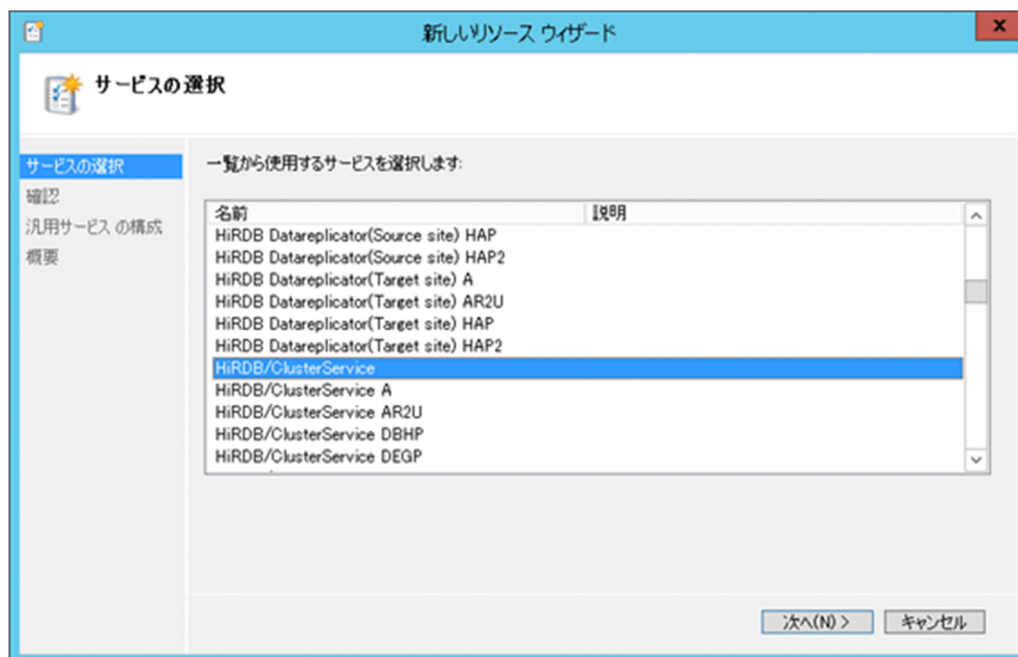 新しいリソース ウィザード
x
サービスの選択
サービスの選択
確認
汎用サービス の構成
概要
一覧から使用するサービスを選択します:
名前 説明
HiRDB Datareplicator(Source site) HAP
HiRDB Datareplicator(Source site) HAP2
HiRDB Datareplicator(Target site) A
HiRDB Datareplicator(Target site) AR2U
HiRDB Datareplicator(Target site) HAP
HiRDB Datareplicator(Target site) HAP2
HiRDB/ClusterService
HiRDB/ClusterService A
HiRDB/ClusterService AR2U
HiRDB/ClusterService DBHP
HiRDB/ClusterService DEGP
次へ(N) > キャンセル